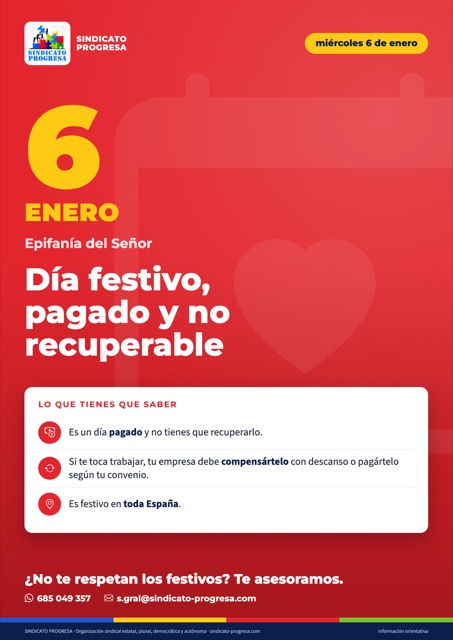 SINDICATO
PROGRESA
SINDICATO
PROGRESA
miércoles 6 de enero
6
ENERO
Epifanía del Señor
Día festivo,
pagado y no
recuperable
LO QUE TIENES QUE SABER
Es un día pagado y no tienes que recuperarlo.
Si te toca trabajar, tu empresa debe compensártelo con descanso o pagártelo
según tu convenio.
Es festivo en toda España.
¿No te respetan los festivos? Te asesoramos.
685 049 357 s.gral@sindicato-progresa.com
SINDICATO PROGRESA · Organización sindical estatal, plural, democrática y autónoma · sindicato-progresa.com
Información orientativa